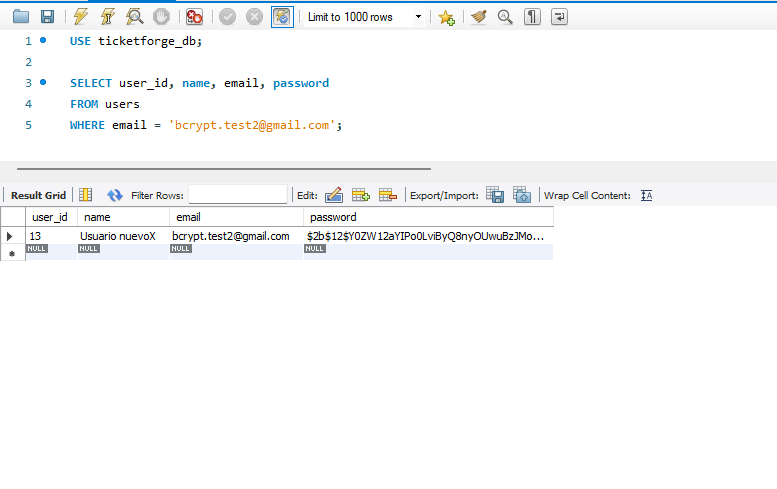 Limit to 1000 rows
1 USE ticketforge_db;
2
3 SELECT user_id, name, email, password
4 FROM users
5 WHERE email = 'bcrypt.test2@gmail.com';
Result Grid Filter Rows: Edit: Export/Import: Wrap Cell Content:
user_id name email password
13 Usuario nuevoX bcrypt.test2@gmail.com $2b$12$Y0ZW12aYIPo0LviByQ8nyOUwuBzJMo...
NULL NULL NULL NULL